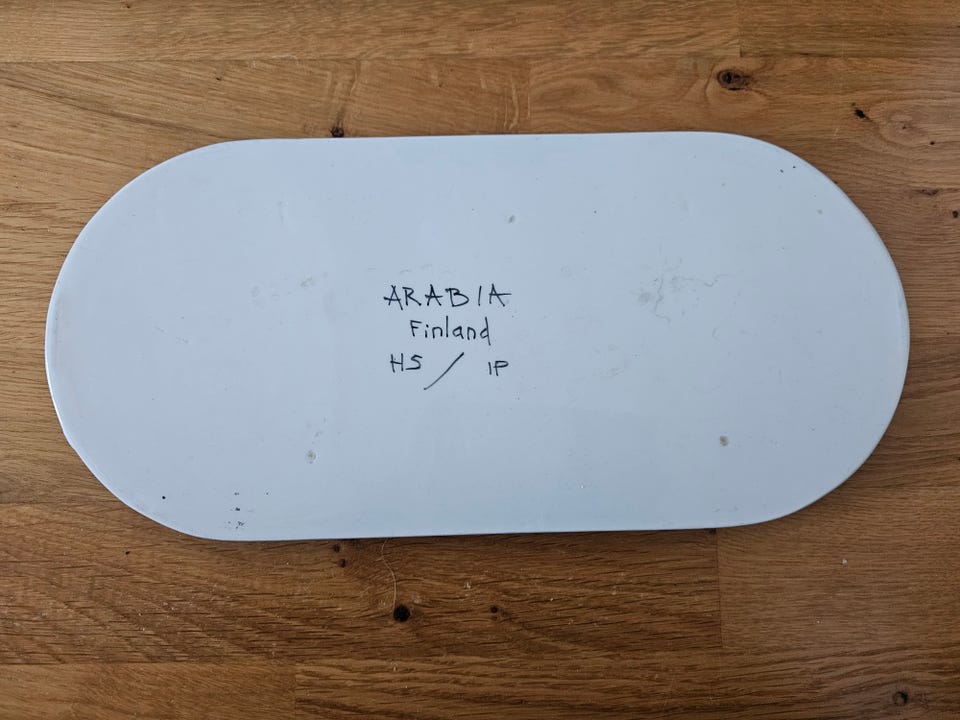 ARABIA
Finland
HS / IP